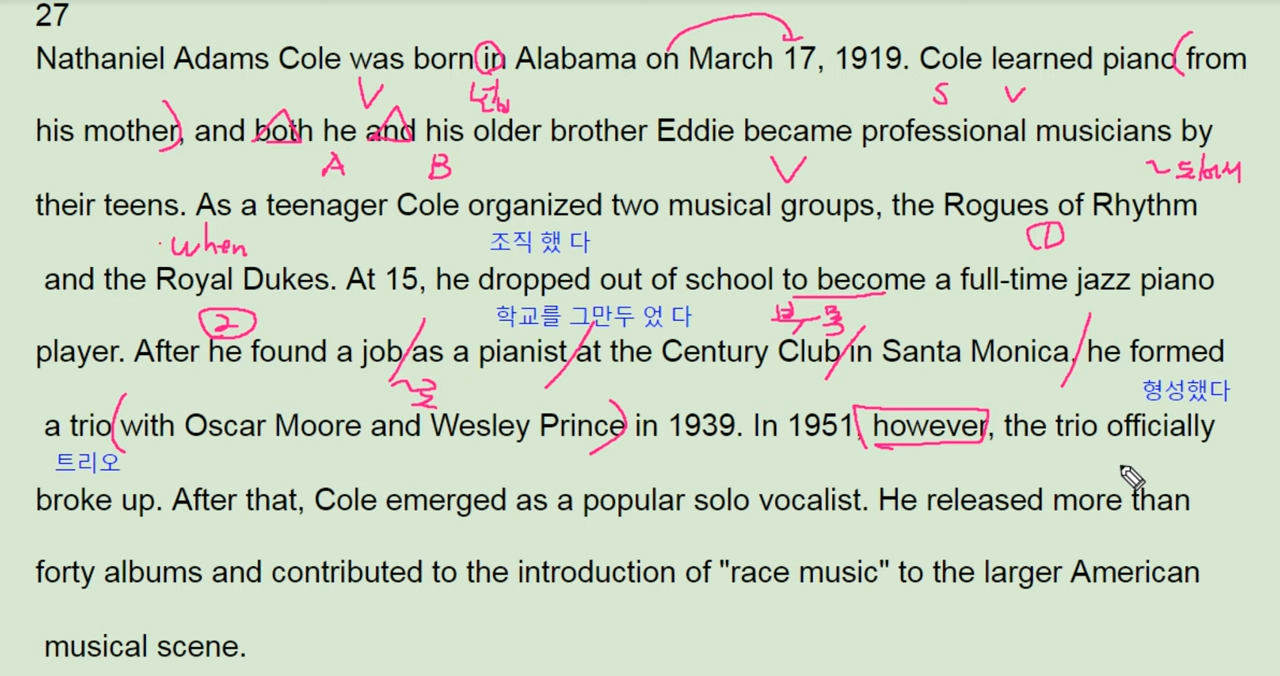 27
Nathaniel Adams Cole was born in Alabama on March 17, 1919. Cole learned piano (from
V S V
his mother), and both he and his older brother Eddie became professional musicians by
A B V
their teens. As a teenager Cole organized two musical groups, the Rogues of Rhythm
when 조직 했 다 1
and the Royal Dukes. At 15, he dropped out of school to become a full-time jazz piano
2 학교를 그만두 었 다
player. After he found a job/as a pianist/at the Century Club/in Santa Monica,/he formed
~로 형성했다
a trio(with Oscar Moore and Wesley Prince) in 1939. In 1951, however, the trio officially
트리오
broke up. After that, Cole emerged as a popular solo vocalist. He released more than
forty albums and contributed to the introduction of "race music" to the larger American
musical scene.